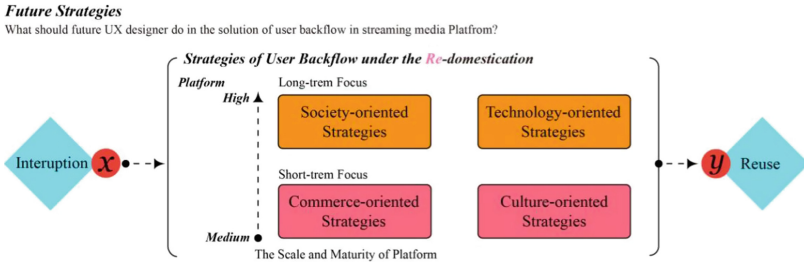 Future Strategies
What should future UX designer do in the solution of user backflow in streaming media Platfrom?
Strategies of User Backflow under the Re-domestication
Platform
Long-trem Focus
High
Society-oriented
Strategies
Technology-oriented
Strategies
Interuption
x
y
Reuse
Short-trem Focus
Commerce-oriented
Strategies
Culture-oriented
Strategies
Medium
The Scale and Maturity of Platform